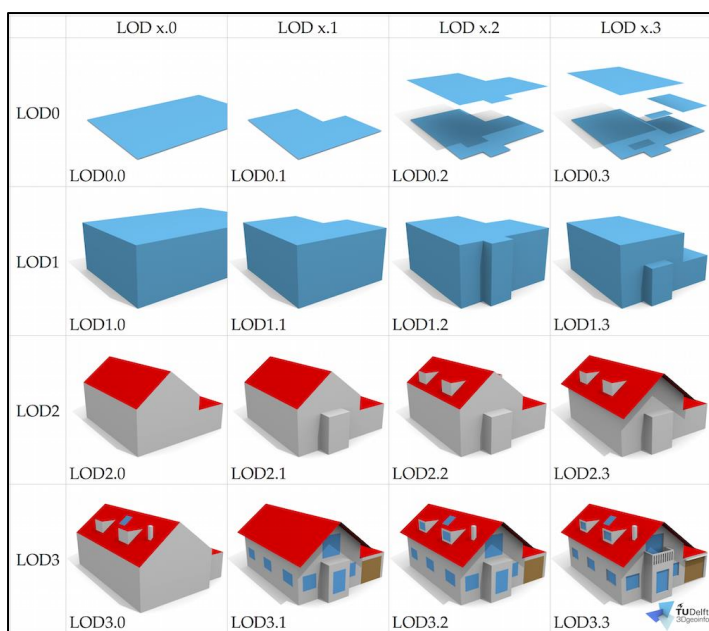 LOD x.0 LOD x.1 LOD x.2 LOD x.3
LOD0
LOD0.0 LOD0.1 LOD0.2 LOD0.3
LOD1
LOD1.0 LOD1.1 LOD1.2 LOD1.3
LOD2
LOD2.0 LOD2.1 LOD2.2 LOD2.3
LOD3
LOD3.0 LOD3.1 LOD3.2 LOD3.3
TUDelft
3Dgeoinfo